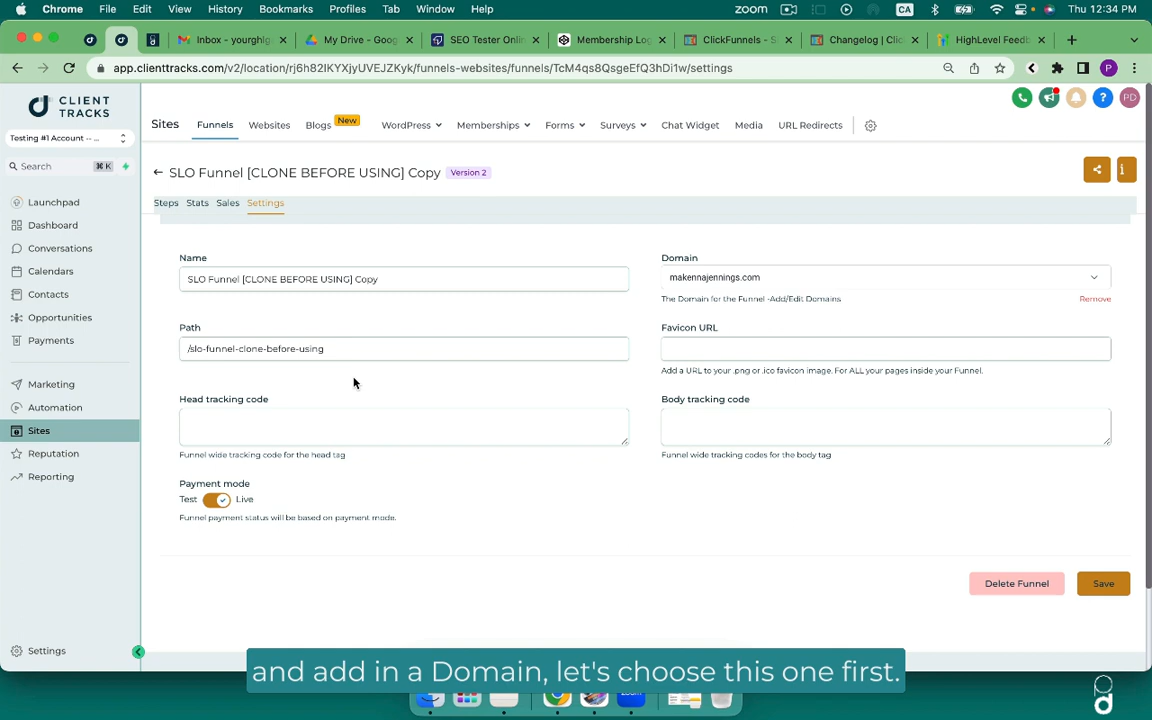 Chrome File Edit View History Bookmarks Profiles Tab Window Help zoom CA Thu 12:34 PM
Inbox - yourghlge My Drive - Goog SEO Tester Onlin Membership Log ClickFunnels - S Changelog | Clic HighLevel Feedb
app.clienttracks.com/v2/location/rj6h82IKYXjyUVEJZKyk/funnels-websites/funnels/TcM4qs8QsgeEfQ3hDi1w/settings P
CLIENT
TRACKS
PD
Testing #1 Account -- ...
Sites Funnels Websites Blogs New WordPress Memberships Forms Surveys Chat Widget Media URL Redirects
Search ⌘ K
SLO Funnel [CLONE BEFORE USING] Copy Version 2
Steps Stats Sales Settings
Launchpad
Dashboard
Conversations
Calendars
Contacts
Opportunities
Payments
Marketing
Automation
Sites
Memberships
Reputation
Reporting
Settings
Name
SLO Funnel [CLONE BEFORE USING] Copy
Domain
makennajennings.com
The Domain for the Funnel -Add/Edit Domains Remove
Path
/slo-funnel-clone-before-using
Favicon URL
Add a URL to your .png or .ico favicon image. For ALL your pages inside your Funnel.
Head tracking code
Funnel wide tracking code for the head tag
Body tracking code
Funnel wide tracking codes for the body tag
Payment mode
Test Live
Funnel payment status will be based on payment mode.
Delete Funnel Save
and add in a Domain, let's choose this one first.
zoom